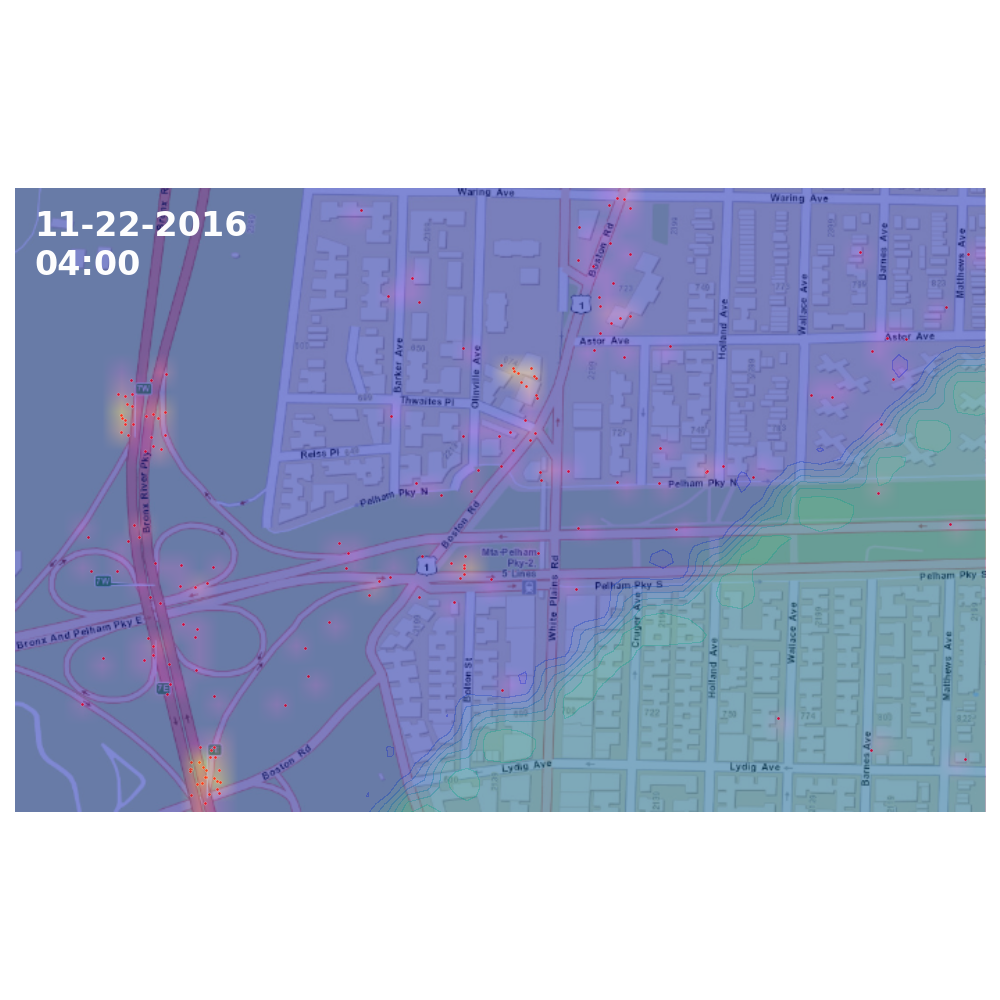 11-22-2016
04:00
Waring Ave
Waring Ave
Boston Rd
1
Barnes Ave
Matthews Ave
Wallace Ave
Holland Ave
Astor Ave
Astor Ave
Barker Ave
Olinville Ave
Thwaites Pl
Reiss Pl
7W
Bronx River Pky
Pelham Pky N
Pelham Pky N
Boston Rd
1
Mta-Pelham
Pky-2,
5 Lines
7W
Pelham Pky S
Pelham Pky S
White Plains Rd
Bronx And Pelham Pky E
Cruger Ave
Holland Ave
Wallace Ave
Matthews Ave
Bolton St
7E
Boston Rd
Lydig Ave
Lydig Ave
Barnes Ave